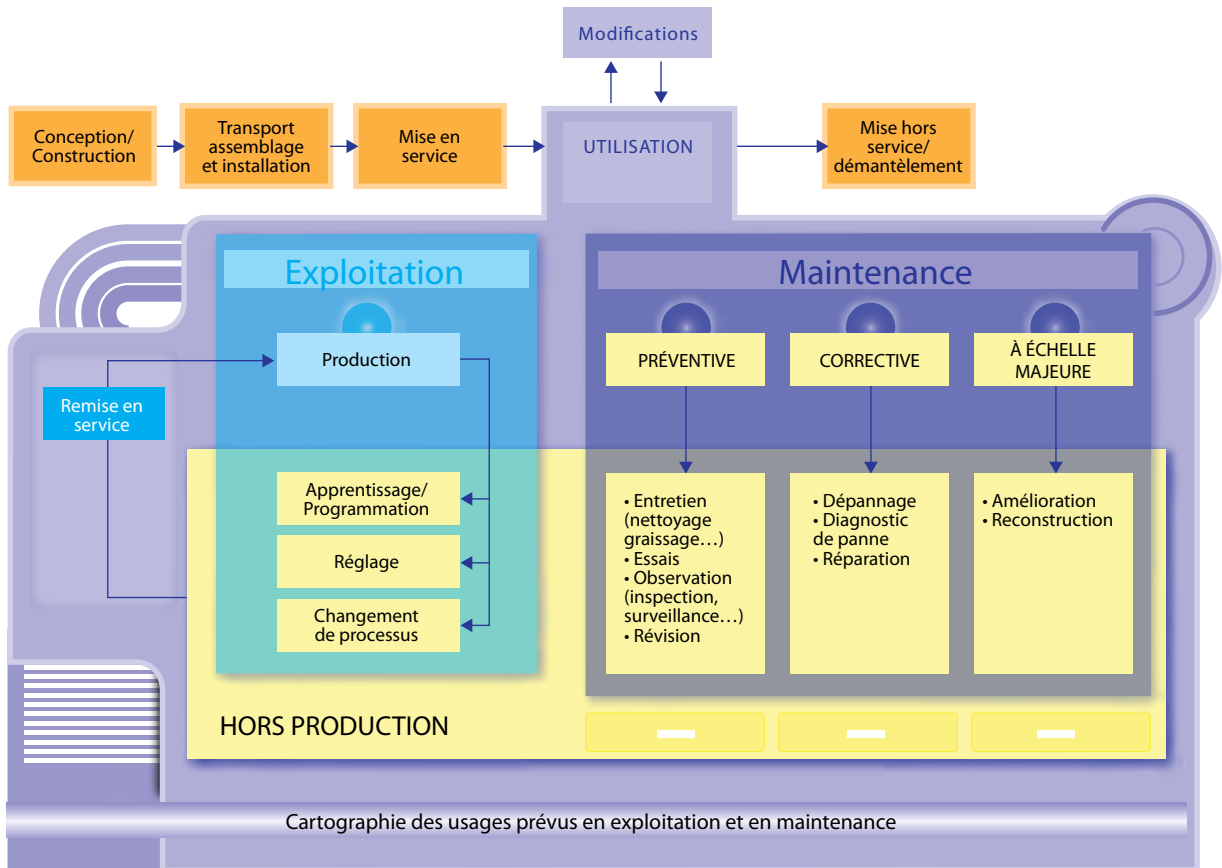 Modifications
Conception/
Construction
Transport
assemblage
et installation
Mise en
service
UTILISATION
Mise hors
service/
démantèlement
Exploitation
Maintenance
Production
PRÉVENTIVE
CORRECTIVE
À ÉCHELLE
MAJEURE
Remise en
service
Apprentissage/
Programmation
Réglage
Changement
de processus
• Entretien
(nettoyage
graissage…)
• Essais
• Observation
(inspection,
surveillance…)
• Révision
• Dépannage
• Diagnostic
de panne
• Réparation
• Amélioration
• Reconstruction
HORS PRODUCTION
Cartographie des usages prévus en exploitation et en maintenance